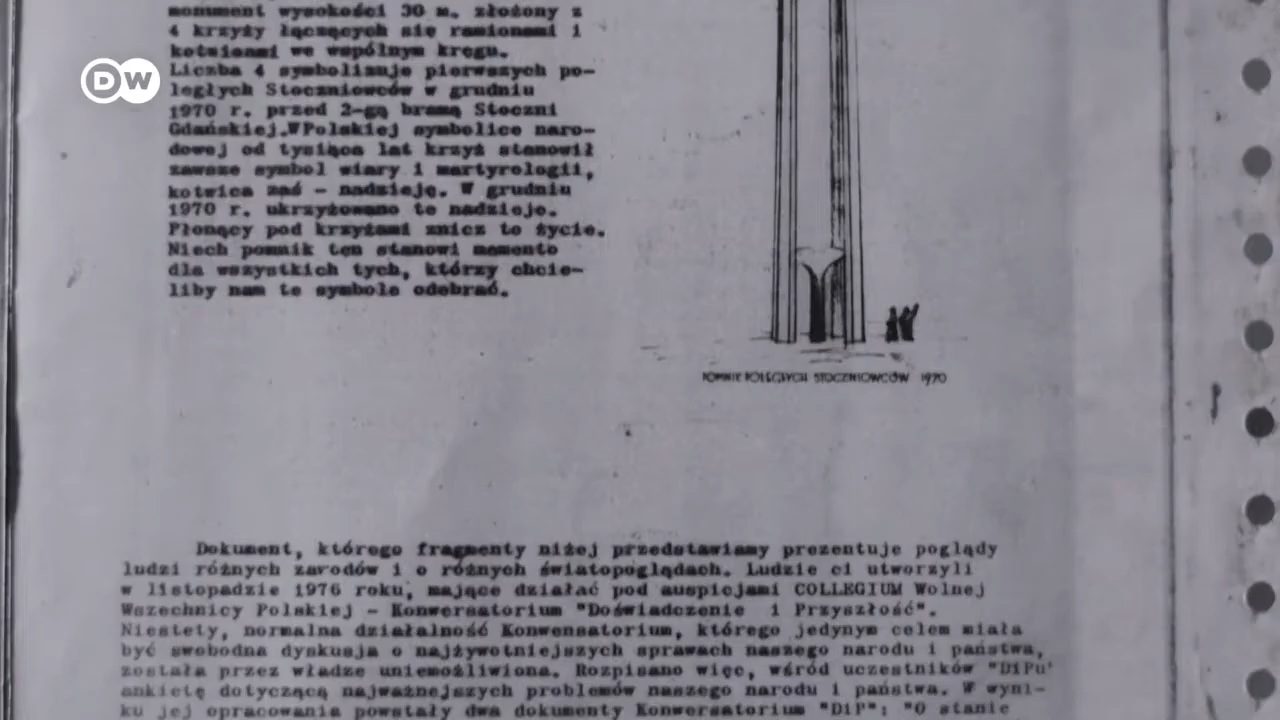 monument wysokości 30 m. złożony z
4 krzyży łączących się ramionami i
kotwicami we wspólnym kręgu.
DW
Liczba 4 symbolizuje pierwszych po-
ległych Stoczniowców w grudniu
1970 r. przed 2-gą bramą Stoczni
Gdańskiej.W Polskiej symbolice naro-
dowej od tysiąca lat krzyż stanowił
zawsze symbol wiary i martyrologii,
kotwica zaś - nadzieję. W grudniu
1970 r. ukrzyżowano te nadzieje.
Płonący pod krzyżami znicz to życie.
Niech pomnik ten stanowi memento
dla wszystkich tych, którzy chcie-
liby nam te symbole odebrać.
POMNIK POLEGŁYCH STOCZNIOWCÓW 1970
Dokument, którego fragmenty niżej przedstawiamy prezentuje poglądy
ludzi różnych zawodów i o różnych światopoglądach. Ludzie ci utworzyli
w listopadzie 1976 roku, mające działać pod auspicjami COLLEGIUM Wolnej
Wszechnicy Polskiej - Konwersatorium "Doświadczenie i Przyszłość".
Niestety, normalna działalność Konwensatorium, którego jedynym celem miała
być swobodna dyskusja o najżywotniejszych sprawach naszego narodu i państwa,
została przez władze uniemożliwiona. Rozpisano więc, wśród uczestników "DiPu"
ankietę dotyczącą najważnejszych problemów naszego narodu i państwa. W wyni-
ku jej opracowania powstały dwa dokumenty Konwersatorium "DiP": "O stanie